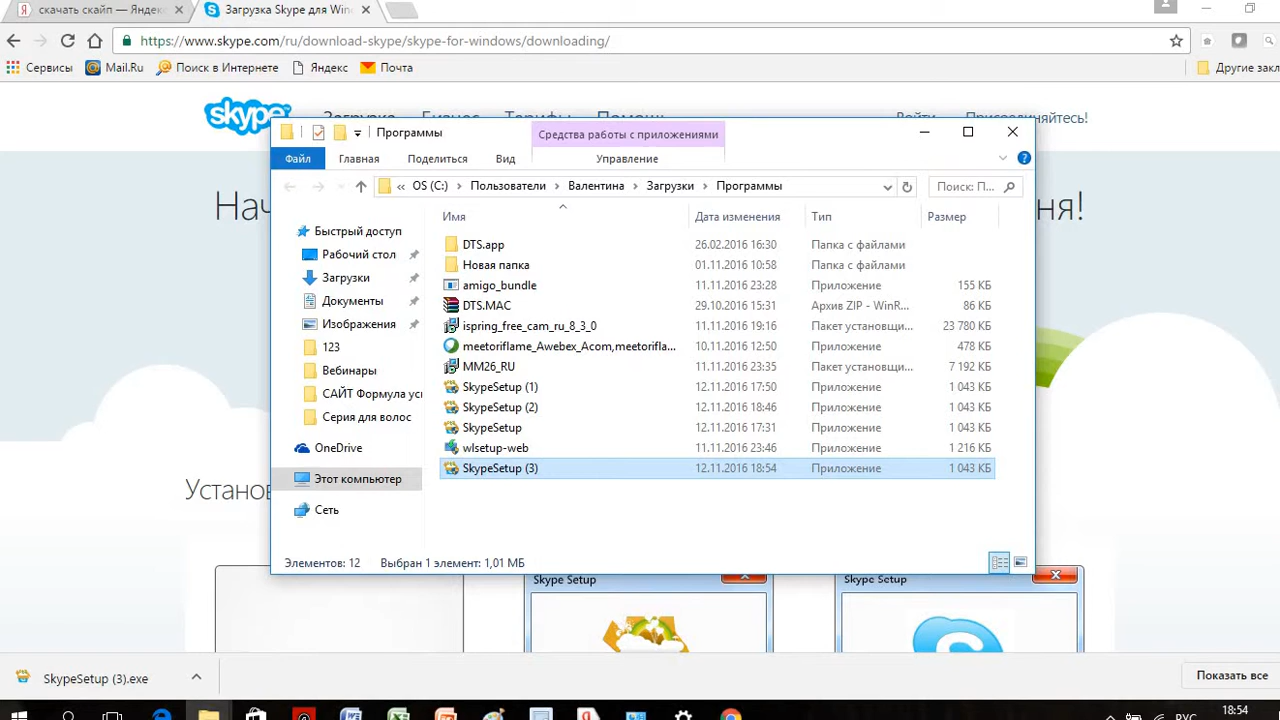 скачать скайп — Яндекс
Загрузка Skype для Win
https://www.skype.com/ru/download-skype/skype-for-windows/downloading/
Сервисы Mail.Ru Поиск в Интернете Яндекс Почта Другие закл
skype Загрузка Бизнес Тарифы Помощь Войти Присоединяйтесь!
Программы Средства работы с приложениями
Файл Главная Поделиться Вид Управление
« OS (C:) Пользователи Валентина Загрузки Программы Поиск: П...
Нач ня!
Имя Дата изменения Тип Размер
Быстрый доступ
Рабочий стол
Загрузки
Документы
Изображения
123
Вебинары
САЙТ Формула ус
Серия для волос
OneDrive
Этот компьютер
Сеть
DTS.app 26.02.2016 16:30 Папка с файлами
Новая папка 01.11.2016 10:58 Папка с файлами
amigo_bundle 11.11.2016 23:28 Приложение 155 КБ
DTS.MAC 29.10.2016 15:31 Архив ZIP - WinR... 86 КБ
ispring_free_cam_ru_8_3_0 11.11.2016 19:16 Пакет установщи... 23 780 КБ
meetoriflame_Awebex_Acom,meetorifla... 10.11.2016 12:50 Приложение 478 КБ
MM26_RU 11.11.2016 23:35 Пакет установщи... 7 192 КБ
SkypeSetup (1) 12.11.2016 17:50 Приложение 1 043 КБ
SkypeSetup (2) 12.11.2016 18:46 Приложение 1 043 КБ
SkypeSetup 12.11.2016 17:31 Приложение 1 043 КБ
wlsetup-web 11.11.2016 23:46 Приложение 1 216 КБ
SkypeSetup (3) 12.11.2016 18:54 Приложение 1 043 КБ
Устано
Элементов: 12 Выбран 1 элемент: 1,01 МБ
Skype Setup Skype Setup
SkypeSetup (3).exe Показать все
РУС 18:54